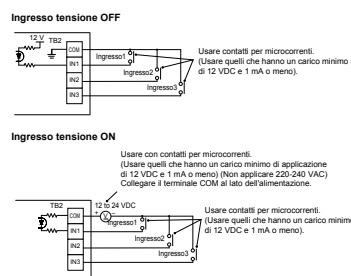 Ingresso tensione OFF
12 V TB2
COM
IN1
IN2
IN3
Ingresso1
Ingresso2
Ingresso3
Usare contatti per microcorrenti.
(Usare quelli che hanno un carico minimo
di 12 VDC e 1 mA o meno).
Ingresso tensione ON
Usare con contatti per microcorrenti.
(Usare quelli che hanno un carico minimo di applicazione
di 12 VDC e 1 mA o meno) (Non applicare 220-240 VAC)
Collegare il terminale COM al lato dell'alimentazione.
TB2 12 to 24 VDC
COM + V –
IN1
IN2
IN3
Ingresso1
Ingresso2
Ingresso3
Usare contatti per microcorrenti.
(Usare quelli che hanno un carico minimo
di 12 VDC e 1 mA o meno).